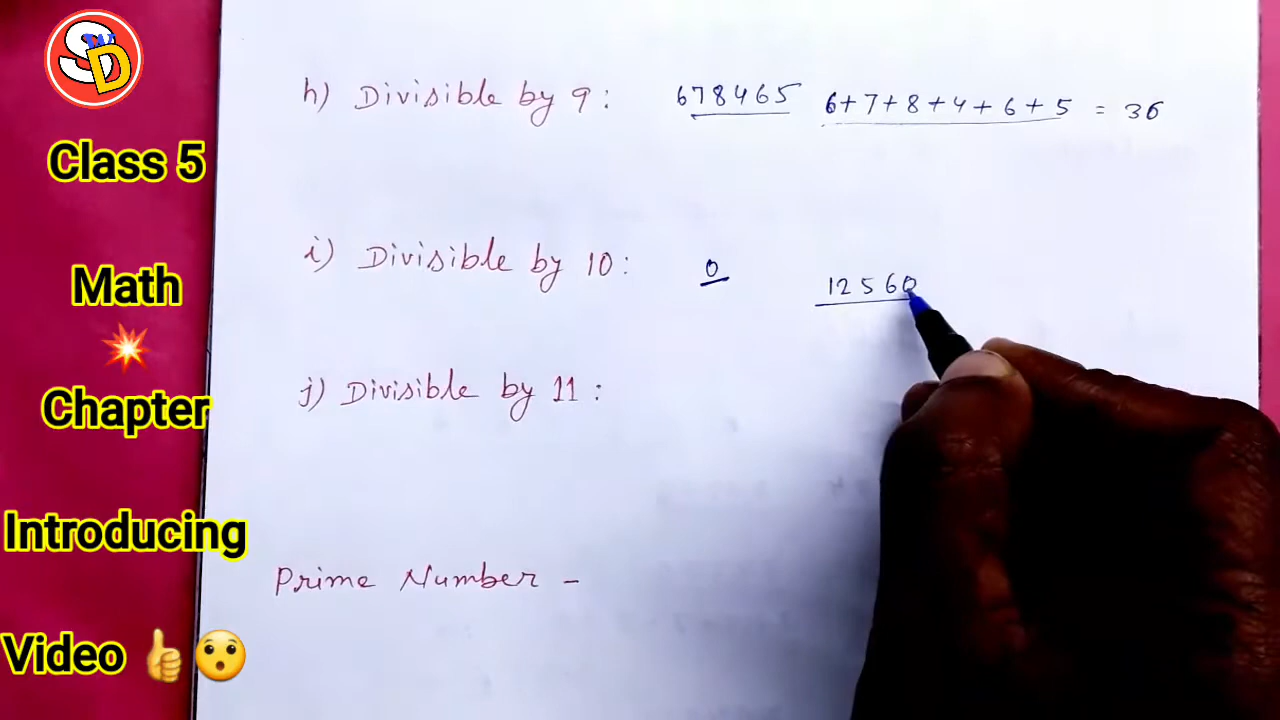 SWD
Class 5
Math
💥
Chapter
Introducing
Video 👍😯
h) Divisible by 9 : 678465 6+7+8+4+6+5 = 36
i) Divisible by 10 : 0 12560
j) Divisible by 11 :
Prime Number -